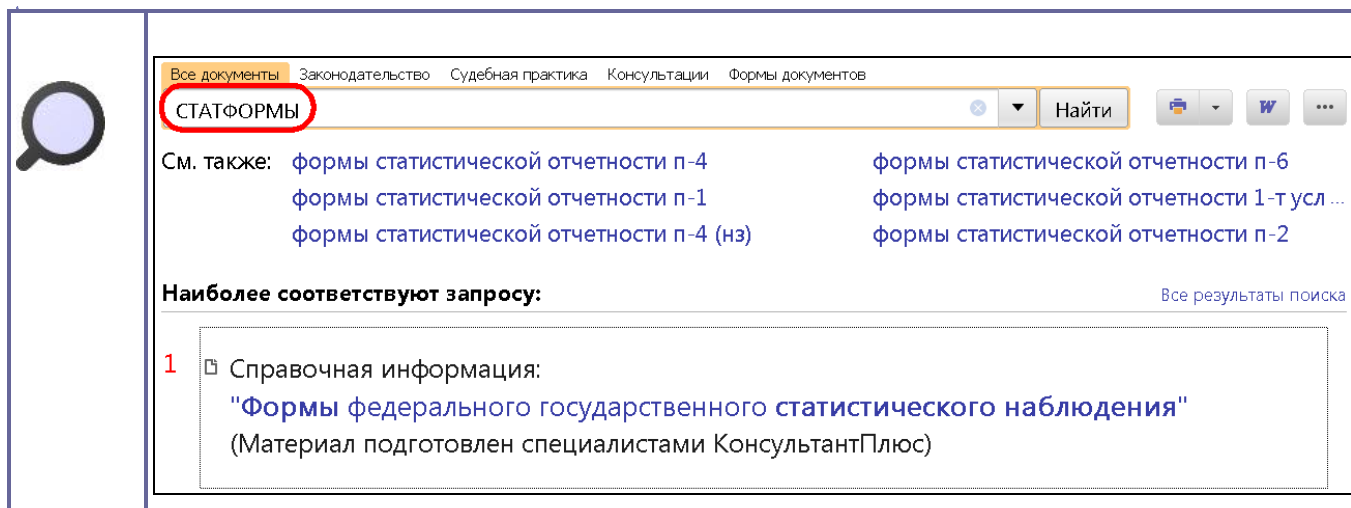 Все документы Законодательство Судебная практика Консультации Формы документов
СТАТФОРМЫ Найти W ...
См. также: формы статистической отчетности п-4 формы статистической отчетности п-6
формы статистической отчетности п-1 формы статистической отчетности 1-т усл ...
формы статистической отчетности п-4 (нз) формы статистической отчетности п-2
Наиболее соответствуют запросу: Все результаты поиска
1 Справочная информация:
"Формы федерального государственного статистического наблюдения"
(Материал подготовлен специалистами КонсультантПлюс)